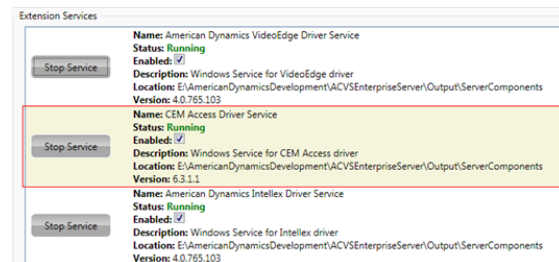 Extension Services
Name: American Dynamics VideoEdge Driver Service
Status: Running
Enabled:
Stop Service
Description: Windows Service for VideoEdge driver
Location: E:\AmericanDynamicsDevelopment\ACVSEnterpriseServer\Output\ServerComponents
Version: 4.0.765.103
Name: CEM Access Driver Service
Status: Running
Enabled:
Stop Service
Description: Windows Service for CEM Access driver
Location: E:\AmericanDynamicsDevelopment\ACVSEnterpriseServer\Output\ServerComponents
Version: 6.3.1.1
Name: American Dynamics Intellex Driver Service
Status: Running
Enabled:
Stop Service
Description: Windows Service for Intellex driver
Location: E:\AmericanDynamicsDevelopment\ACVSEnterpriseServer\Output\ServerComponents
Version: 4.0.765.103